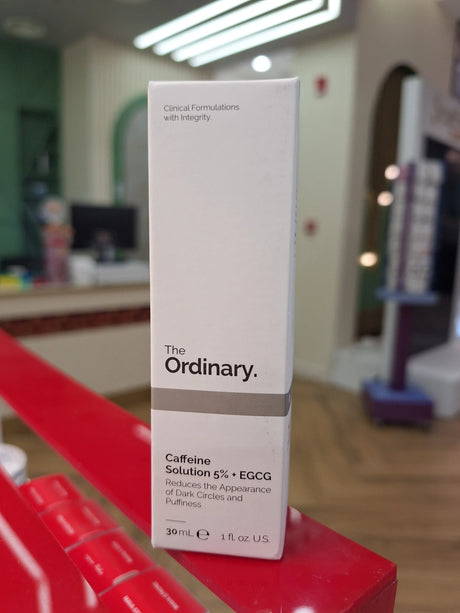 Clinical Formulations
with Integrity.
The
Ordinary.
Caffeine
Solution 5% + EGCG
Reduces the Appearance
of Dark Circles and
Puffiness
30 mL ℮ 1 fl. oz. U.S.